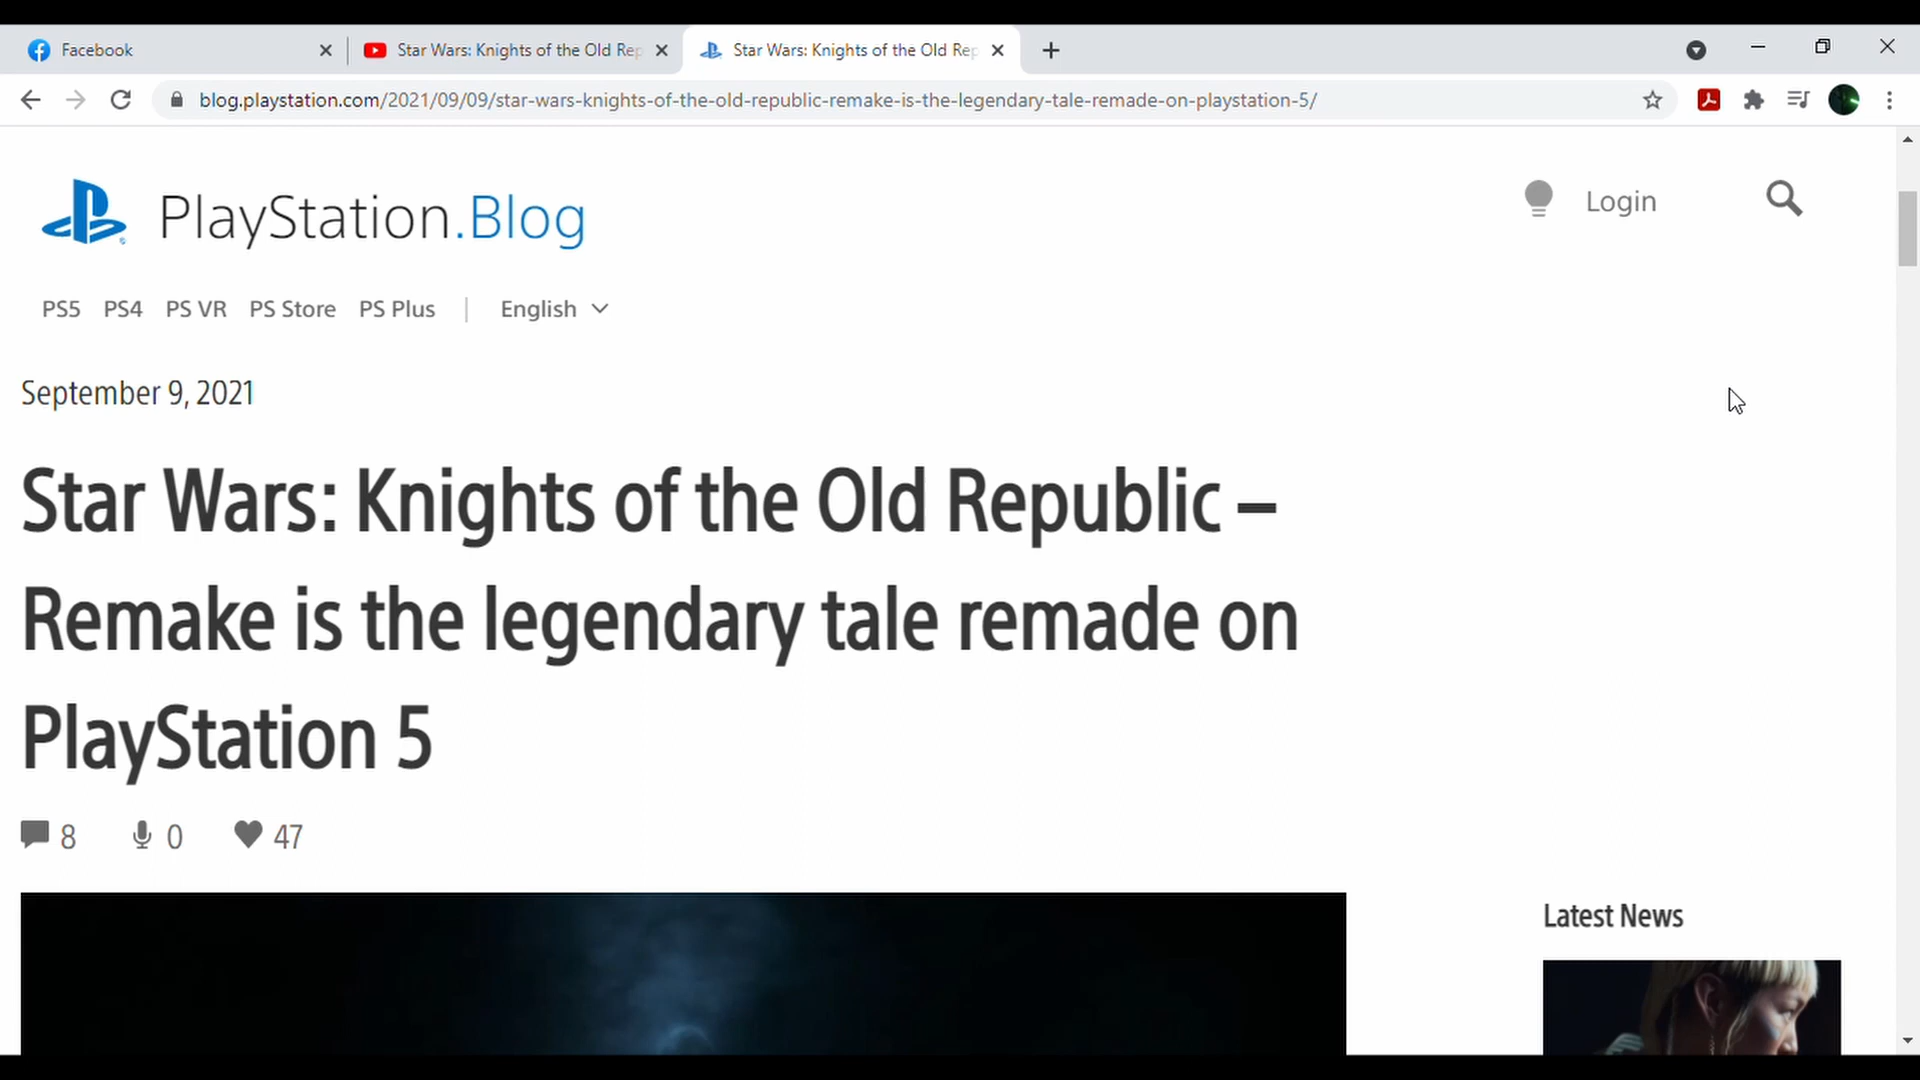 Facebook
Star Wars: Knights of the Old Rep
Star Wars: Knights of the Old Rep
blog.playstation.com/2021/09/09/star-wars-knights-of-the-old-republic-remake-is-the-legendary-tale-remade-on-playstation-5/
PlayStation.Blog
Login
PS5 PS4 PS VR PS Store PS Plus | English
September 9, 2021
Star Wars: Knights of the Old Republic –
Remake is the legendary tale remade on
PlayStation 5
8 0 47
Latest News